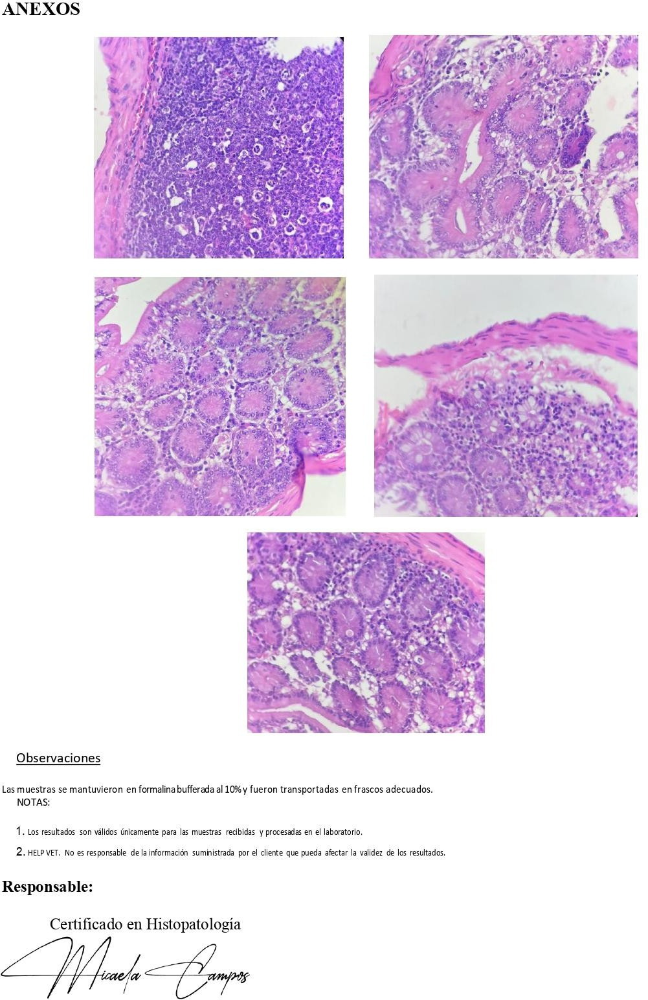 ANEXOS
Observaciones
Las muestras se mantuvieron en formalina bufferada al 10% y fueron transportadas en frascos adecuados.
NOTAS:
1. Los resultados son válidos únicamente para las muestras recibidas y procesadas en el laboratorio.
2. HELP VET. No es responsable de la información suministrada por el cliente que pueda afectar la validez de los resultados.
Responsable:
Certificado en Histopatología
Micaela Campos